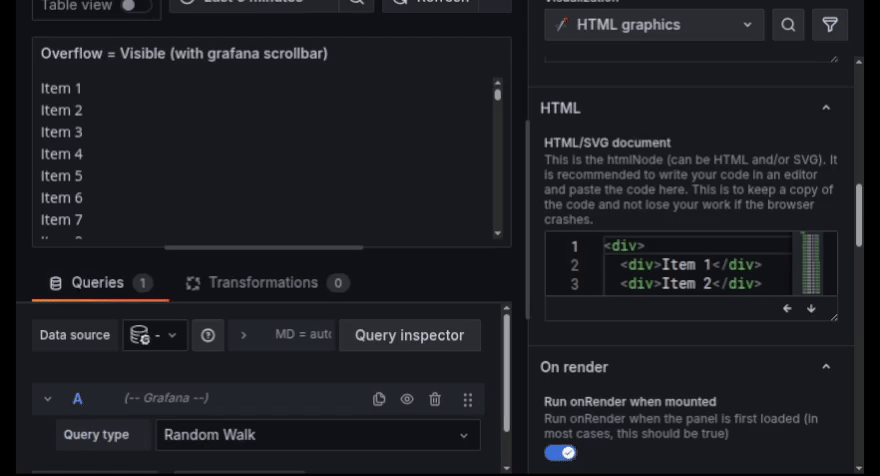 Table view
Last 5 minutes
Refresh
Overflow = Visible (with grafana scrollbar)
Item 1
Item 2
Item 3
Item 4
Item 5
Item 6
Item 7
Queries 1
Transformations 0
Data source
-
MD = auto
Query inspector
A
(-- Grafana --)
Query type
Random Walk
Visualization
HTML graphics
HTML
HTML/SVG document
This is the htmlNode (can be HTML and/or SVG). It
is recommended to write your code in an editor
and paste the code here. This is to keep a copy of
the code and not lose your work if the browser
crashes.
1 <div>
2 <div>Item 1</div>
3 <div>Item 2</div>
On render
Run onRender when mounted
Run onRender when the panel is first loaded (in
most cases, this should be true)